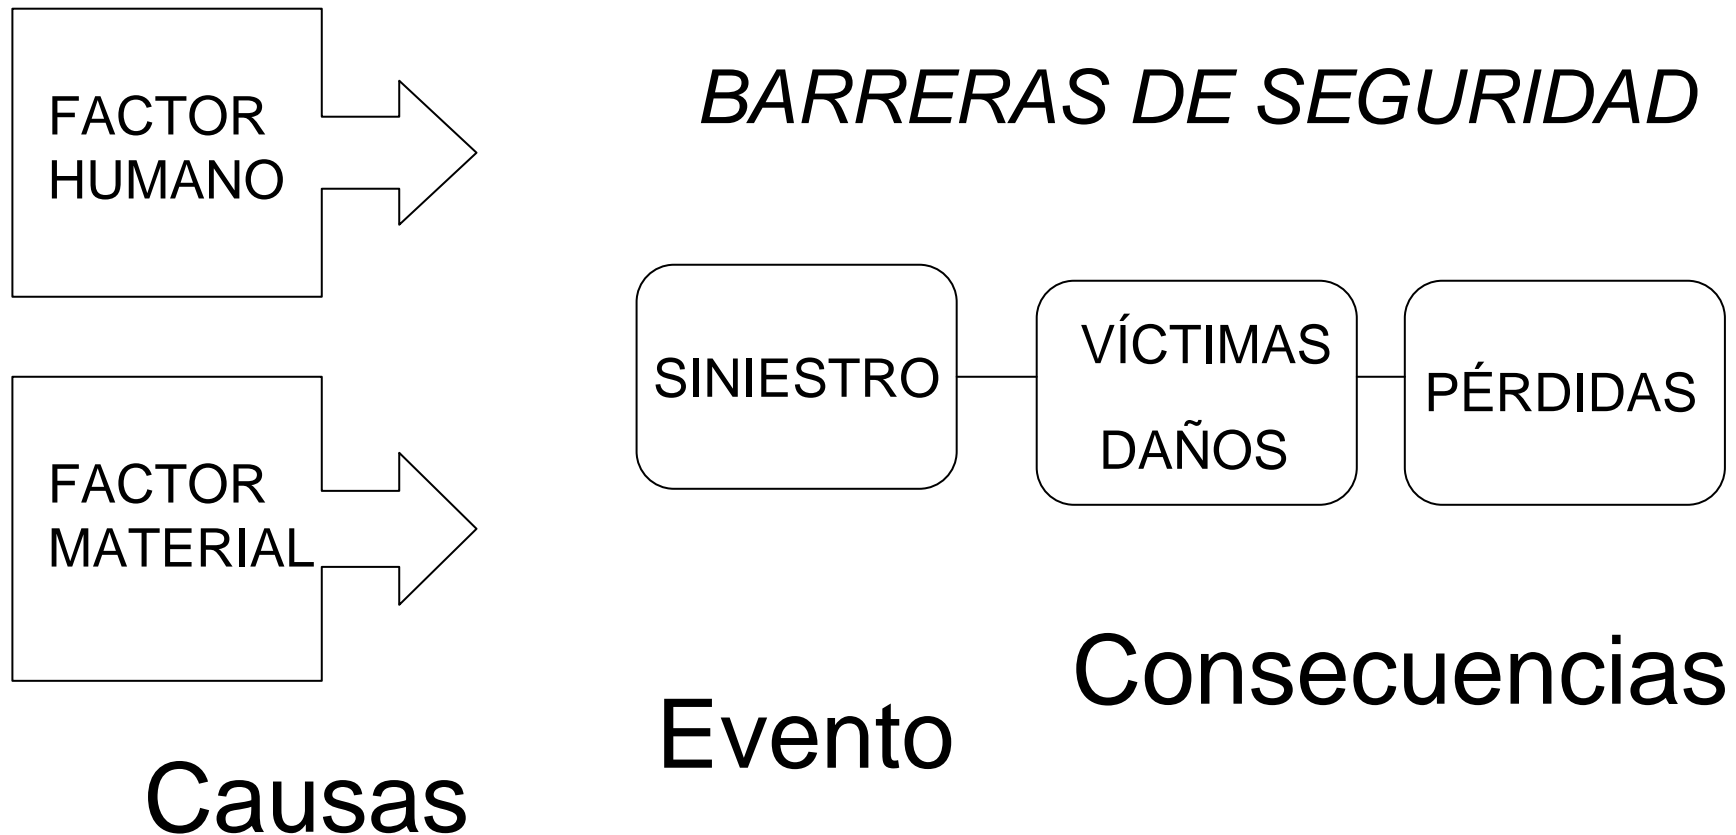 FACTOR
HUMANO
BARRERAS DE SEGURIDAD
SINIESTRO
VÍCTIMAS
DAÑOS
PÉRDIDAS
FACTOR
MATERIAL
Consecuencias
Evento
Causas